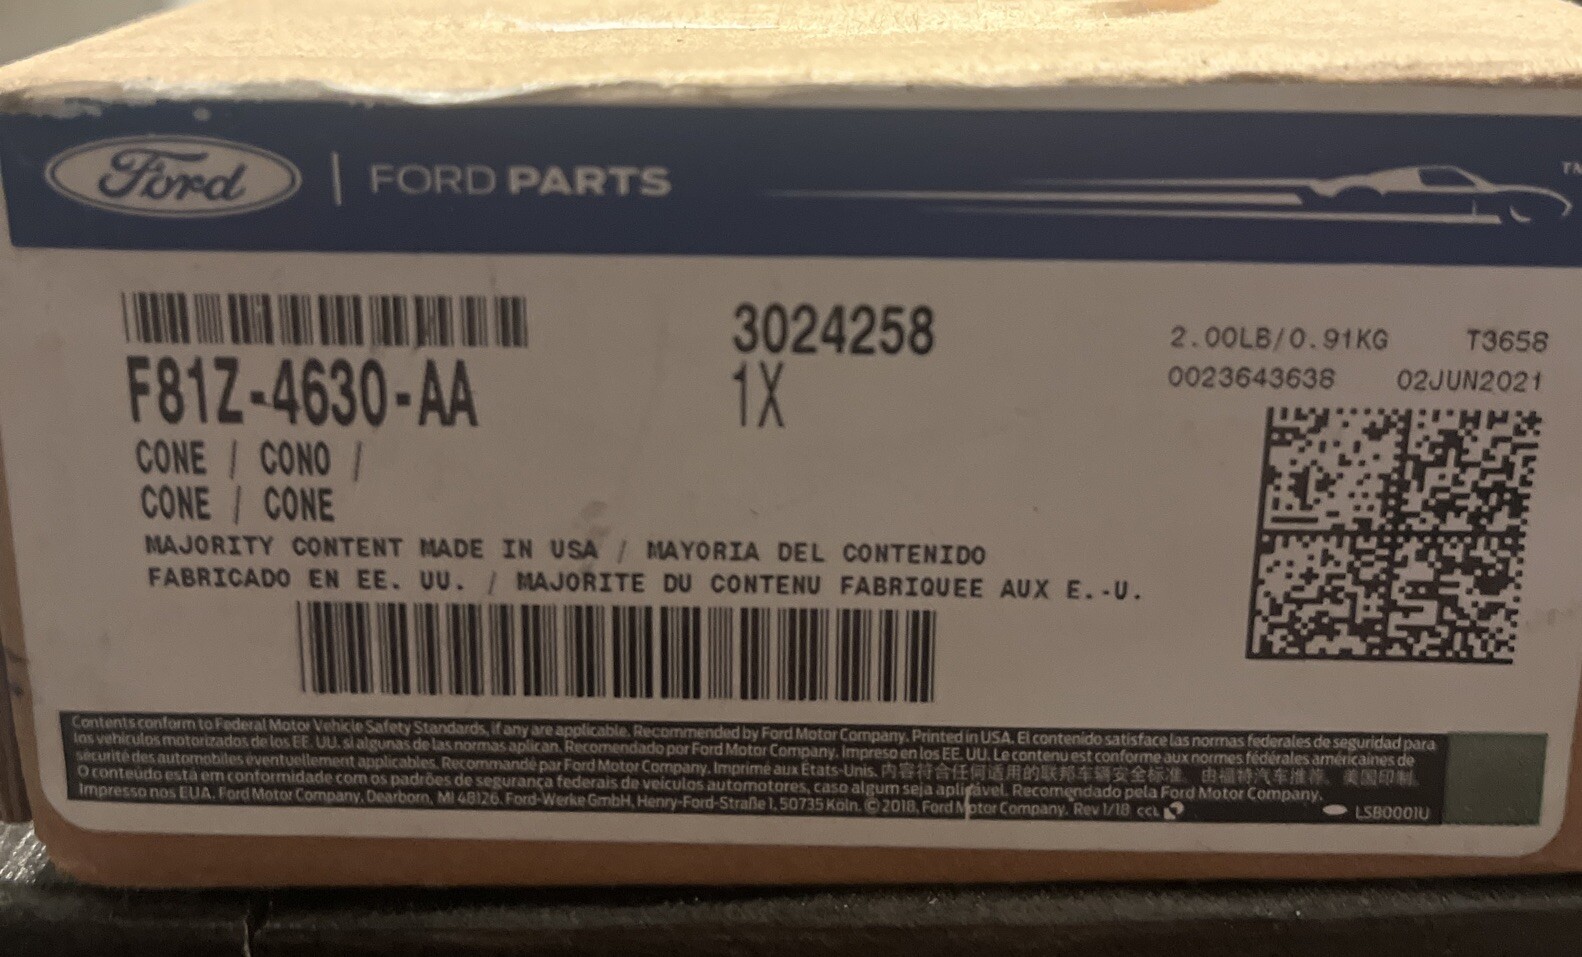 Ford | FORD PARTS
TM
3024258
F81Z-4630-AA
1X
2.00LB/0.91KG T3658
0023643638 02JUN2021
CONE / CONO /
CONE / CONE
MAJORITY CONTENT MADE IN USA / MAYORIA DEL CONTENIDO
FABRICADO EN EE. UU. / MAJORITE DU CONTENU FABRIQUEE AUX E.-U.
Contents conform to Federal Motor Vehicle Safety Standards, if any are applicable. Recommended by Ford Motor Company. Printed in USA. El contenido satisface las normas federales de seguridad para
los vehículos motorizados de los EE. UU. si algunas de las normas aplican. Recomendado por Ford Motor Company. Impreso en los EE. UU. Le contenu est conforme aux normes fédérales américaines de
sécurité des automobiles éventuellement applicables. Recommandé par Ford Motor Company. Imprimé aux États-Unis. 内容符合任何适用的联邦车辆安全标准。由福特汽车推荐。美国印制。
O conteúdo está em conformidade com os padrões de segurança federais de veículos automotores, caso algum seja aplicável. Recomendado pela Ford Motor Company.
Impresso nos EUA. Ford Motor Company, Dearborn, MI 48126. Ford-Werke GmbH, Henry-Ford-Straße 1, 50735 Köln. © 2018, Ford Motor Company. Rev 1/18 CCL
LSB0001U